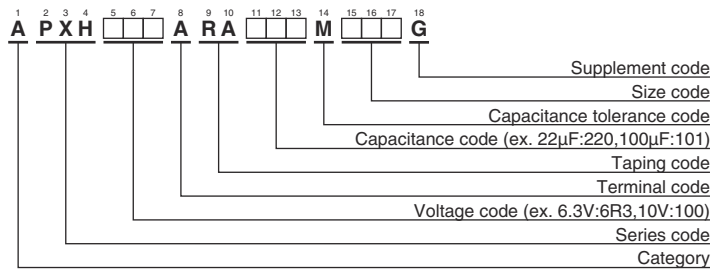 1 2 3 4 5 6 7 8 9 10 11 12 13 14 15 16 17 18
A PXH A RA M G
Supplement code
Size code
Capacitance tolerance code
Capacitance code (ex. 22μF:220,100μF:101)
Taping code
Terminal code
Voltage code (ex. 6.3V:6R3,10V:100)
Series code
Category